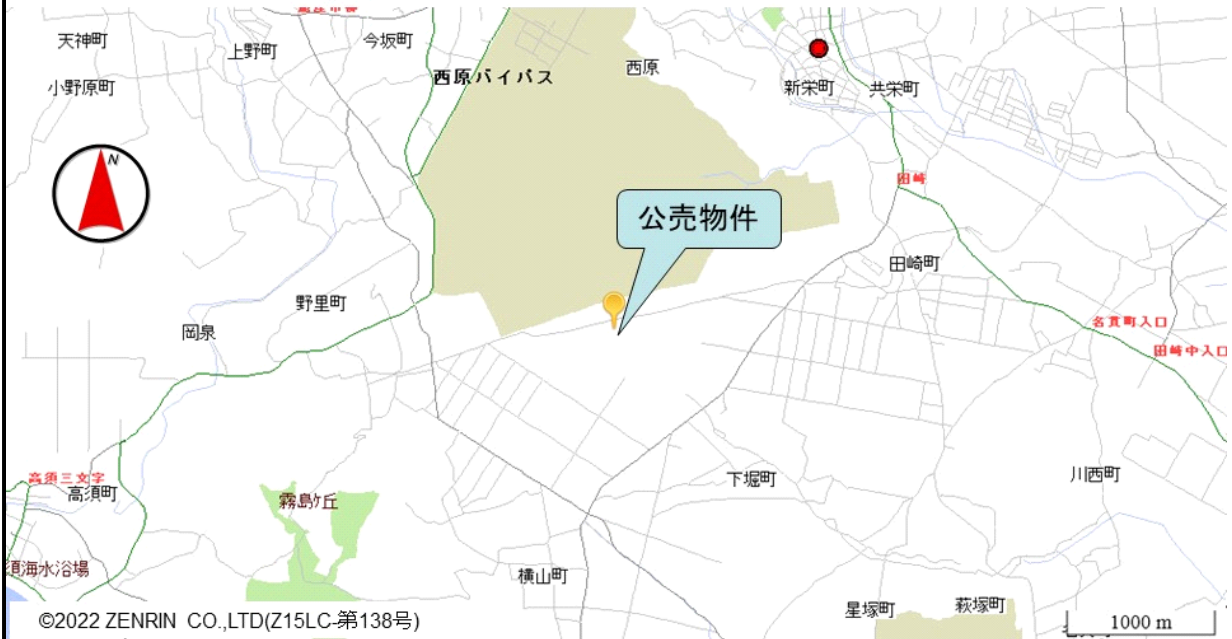 天神町
上野町
今坂町
小野原町
西原バイパス
西原
新栄町
共栄町
N
田崎
公売物件
田崎町
野里町
岡泉
名貫町入口
田崎中入口
高須三文字
高須町
霧島ケ丘
下堀町
川西町
須海水浴場
横山町
星塚町
萩塚町
©2022 ZENRIN CO.,LTD(Z15LC-第138号)
1000 m